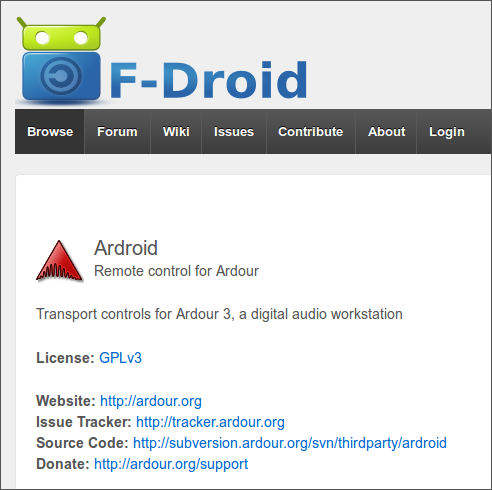 F-Droid
Browse Forum Wiki Issues Contribute About Login
Ardroid
Remote control for Ardour
Transport controls for Ardour 3, a digital audio workstation
License: GPLv3
Website: http://ardour.org
Issue Tracker: http://tracker.ardour.org
Source Code: http://subversion.ardour.org/svn/thirdparty/ardroid
Donate: http://ardour.org/support